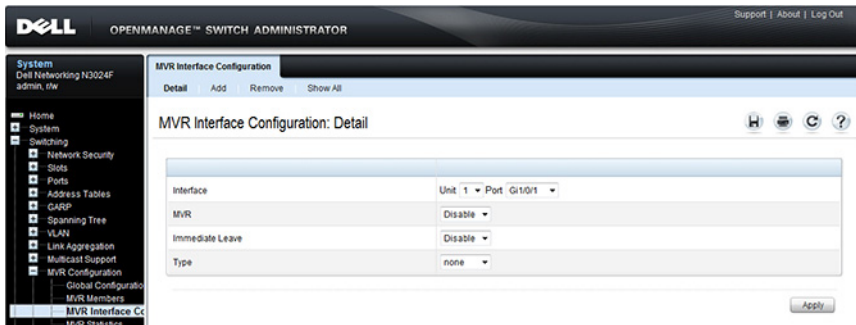 DELL
OPENMANAGE™ SWITCH ADMINISTRATOR
Support | About | Log Out
System
Dell Networking N3024F
admin, r/w
Home
System
Switching
Network Security
Slots
Ports
Address Tables
GARP
Spanning Tree
VLAN
Link Aggregation
Multicast Support
MVR Configuration
Global Configuratio
MVR Members
MVR Interface Co
MVR Statistics
MVR Interface Configuration
Detail Add Remove Show All
MVR Interface Configuration: Detail
Interface Unit 1 Port Gi1/0/1
MVR Disable
Immediate Leave Disable
Type none
Apply